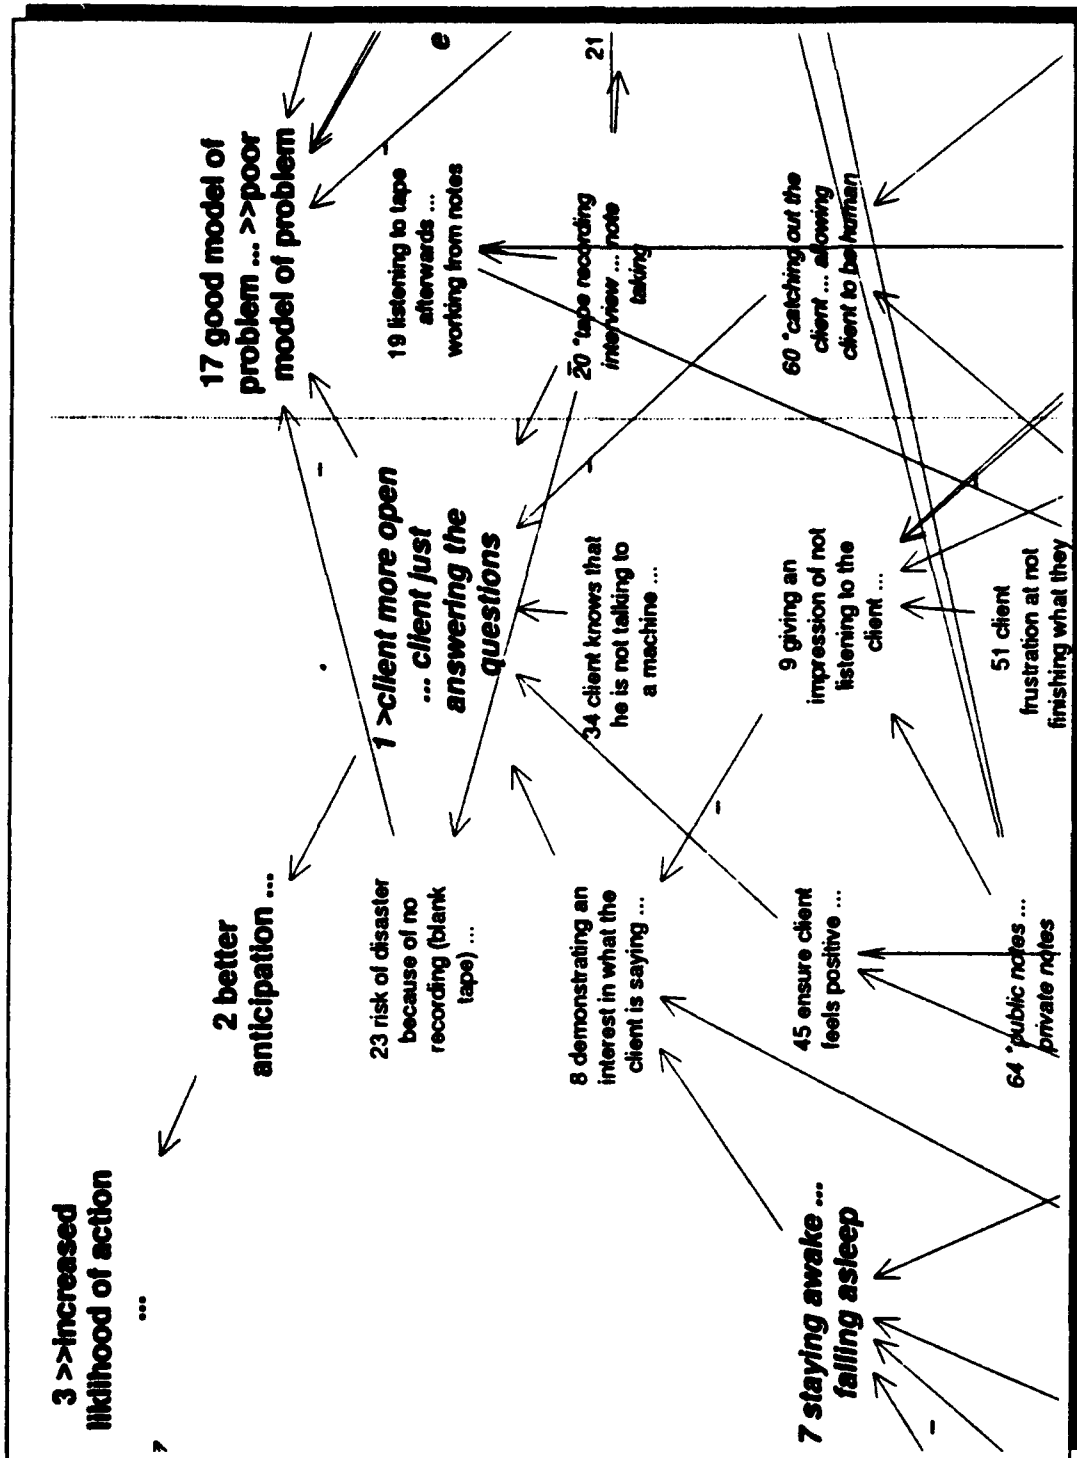 3 >>increased
liklihood of action
...
2 better
anticipation ...
17 good model of
problem ... >>poor
model of problem
e
1 >client more open
... client just
answering the
questions
23 risk of disaster
because of no
recording (blank
tape) ...
19 listening to tape
afterwards ...
working from notes
8 demonstrating an
interest in what the
client is saying ...
34 client knows that
he is not talking to
a machine ...
20 *tape recording
interview ... note
taking
21
7 staying awake ...
falling asleep
45 ensure client
feels positive ...
9 giving an
impression of not
listening to the
client ...
60 *catching out the
client ... allowing
client to be human
64 *public notes ...
private notes
51 client
frustration at not
finishing what they